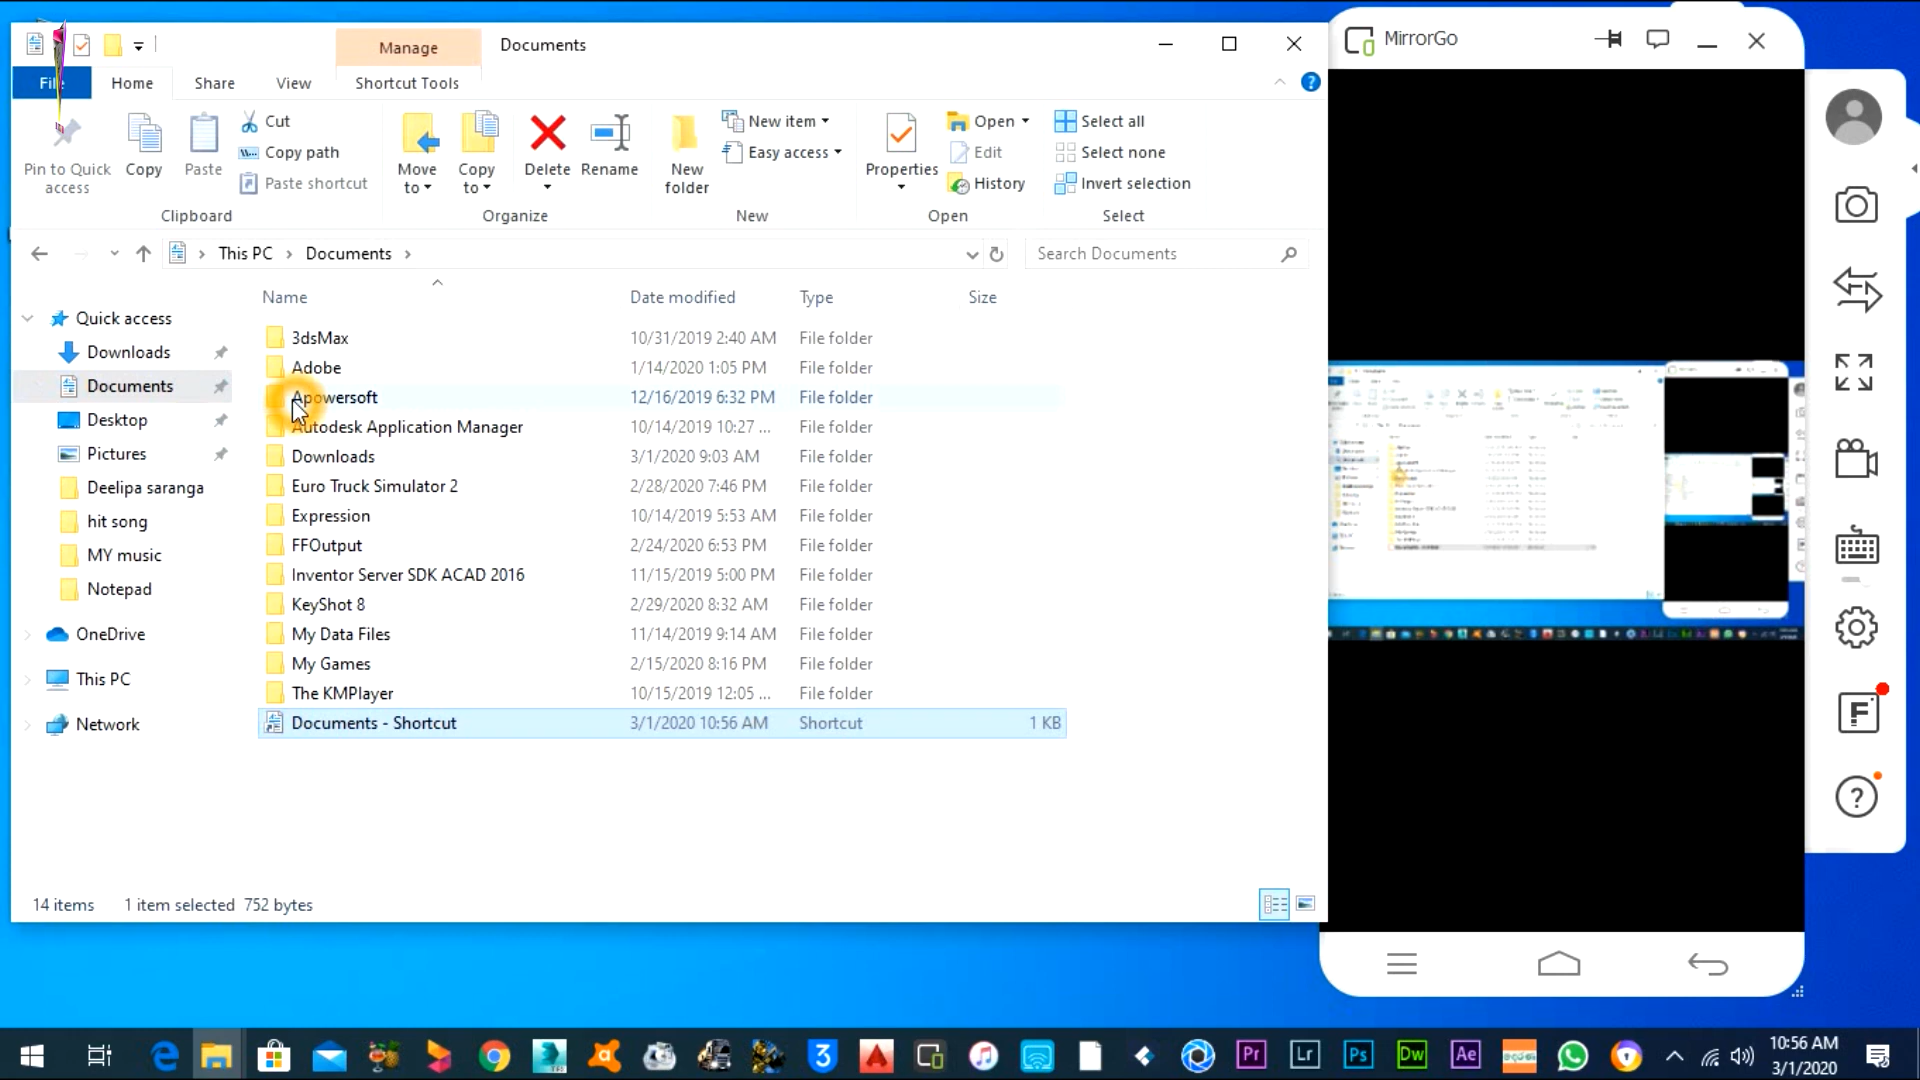 Manage
Documents
File
Home
Share
View
Shortcut Tools
Pin to Quick access
Copy
Paste
Cut
Copy path
Paste shortcut
Clipboard
Move to
Copy to
Delete
Rename
Organize
New folder
New item
Easy access
New
Properties
Open
Edit
History
Open
Select all
Select none
Invert selection
Select
This PC > Documents >
Search Documents
Name Date modified Type Size
Quick access
Downloads
Documents
Desktop
Pictures
Deelipa saranga
hit song
MY music
Notepad
OneDrive
This PC
Network
3dsMax 10/31/2019 2:40 AM File folder
Adobe 1/14/2020 1:05 PM File folder
Apowersoft 12/16/2019 6:32 PM File folder
Autodesk Application Manager 10/14/2019 10:27 ... File folder
Downloads 3/1/2020 9:03 AM File folder
Euro Truck Simulator 2 2/28/2020 7:46 PM File folder
Expression 10/14/2019 5:53 AM File folder
FFOutput 2/24/2020 6:53 PM File folder
Inventor Server SDK ACAD 2016 11/15/2019 5:00 PM File folder
KeyShot 8 2/29/2020 8:32 AM File folder
My Data Files 11/14/2019 9:14 AM File folder
My Games 2/15/2020 8:16 PM File folder
The KMPlayer 10/15/2019 12:05 ... File folder
Documents - Shortcut 3/1/2020 10:56 AM Shortcut 1 KB
14 items 1 item selected 752 bytes
MirrorGo
F
?
3
Pr
Lr
Ps
Dw
Ae
10:56 AM
3/1/2020